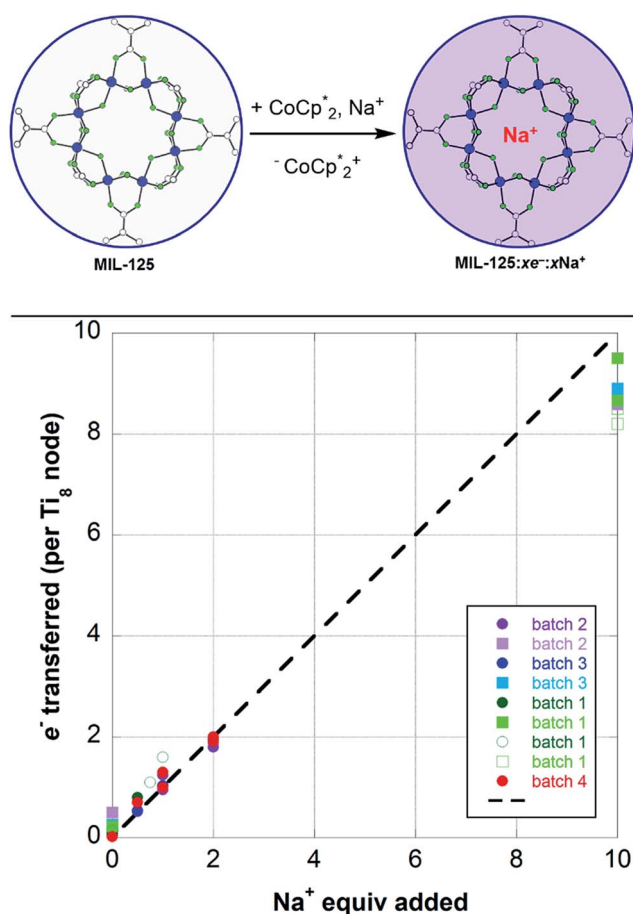 + CoCp*₂, Na⁺
- CoCp*₂⁺
Na⁺
MIL-125
MIL-125:xe⁻:xNa⁺
e⁻ transferred (per Ti₈ node)
10
8
6
4
2
0
batch 2
batch 2
batch 3
batch 3
batch 1
batch 1
batch 1
batch 1
batch 4
0 2 4 6 8 10
Na⁺ equiv added